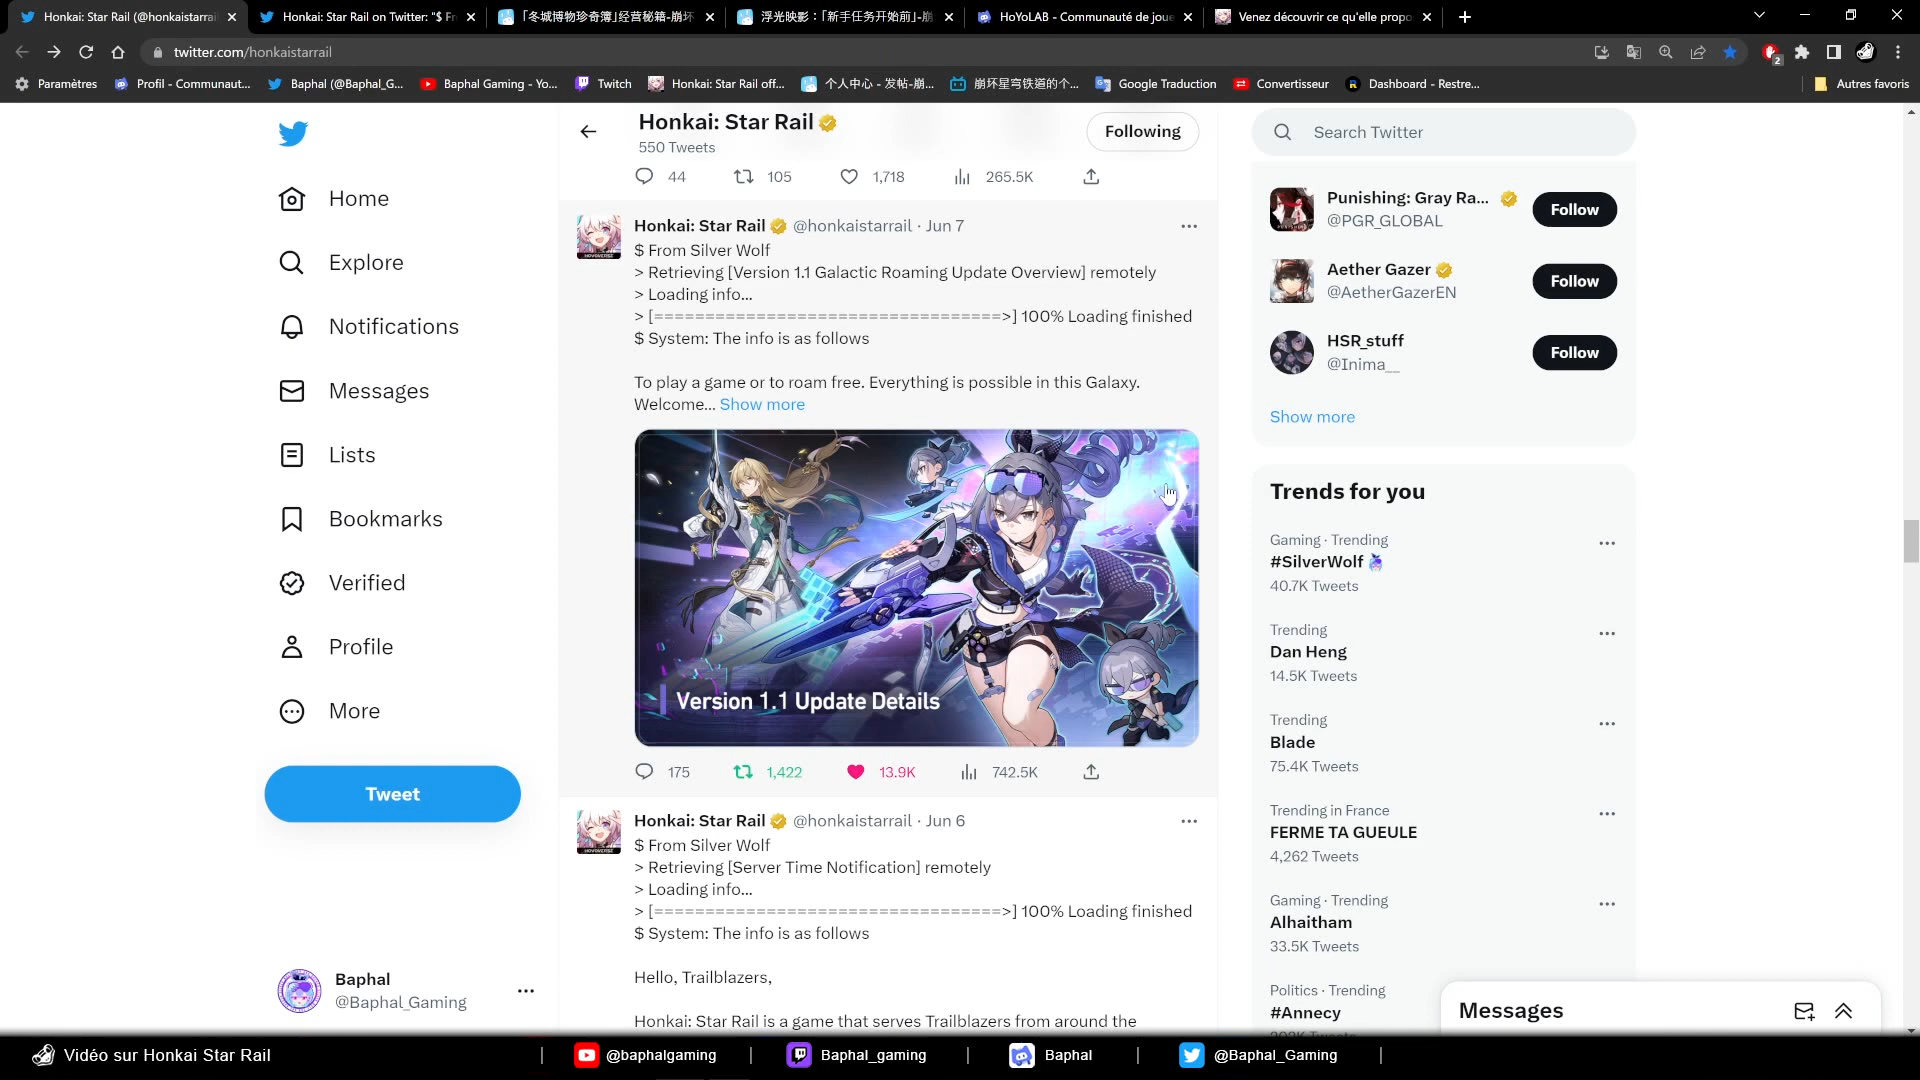 Honkai: Star Rail (@honkaistarrail
Honkai: Star Rail on Twitter: "$ Fr
「冬城博物珍奇簿」经营秘籍-崩坏
浮光映影：「新手任务开始前」-崩
HoYoLAB - Communauté de joue
Venez découvrir ce qu'elle propo
twitter.com/honkaistarrail
2
Paramètres
Profil - Communaut...
Baphal (@Baphal_G...
Baphal Gaming - Yo...
Twitch
Honkai: Star Rail off...
个人中心 - 发帖-崩...
崩坏星穹铁道的个...
Google Traduction
Convertisseur
Dashboard - Restre...
Autres favoris
Home
Explore
Notifications
Messages
Lists
Bookmarks
Verified
Profile
More
Tweet
Baphal
@Baphal_Gaming
Honkai: Star Rail
550 Tweets
Following
44 105 1,718 265.5K
Honkai: Star Rail @honkaistarrail · Jun 7
$ From Silver Wolf
> Retrieving [Version 1.1 Galactic Roaming Update Overview] remotely
> Loading info...
> [==================================>] 100% Loading finished
$ System: The info is as follows
To play a game or to roam free. Everything is possible in this Galaxy.
Welcome... Show more
Version 1.1 Update Details
175 1,422 13.9K 742.5K
Honkai: Star Rail @honkaistarrail · Jun 6
HOYOVERSE
$ From Silver Wolf
> Retrieving [Server Time Notification] remotely
> Loading info...
> [==================================>] 100% Loading finished
$ System: The info is as follows
Hello, Trailblazers,
Honkai: Star Rail is a game that serves Trailblazers from around the
Search Twitter
Punishing: Gray Ra...
@PGR_GLOBAL
Follow
Aether Gazer
@AetherGazerEN
Follow
HSR_stuff
@Inima__
Follow
Show more
Trends for you
Gaming · Trending
#SilverWolf
40.7K Tweets
Trending
Dan Heng
14.5K Tweets
Trending
Blade
75.4K Tweets
Trending in France
FERME TA GUEULE
4,262 Tweets
Gaming · Trending
Alhaitham
33.5K Tweets
Politics · Trending
#Annecy
Messages
Vidéo sur Honkai Star Rail
@baphalgaming
Baphal_gaming
Baphal
@Baphal_Gaming